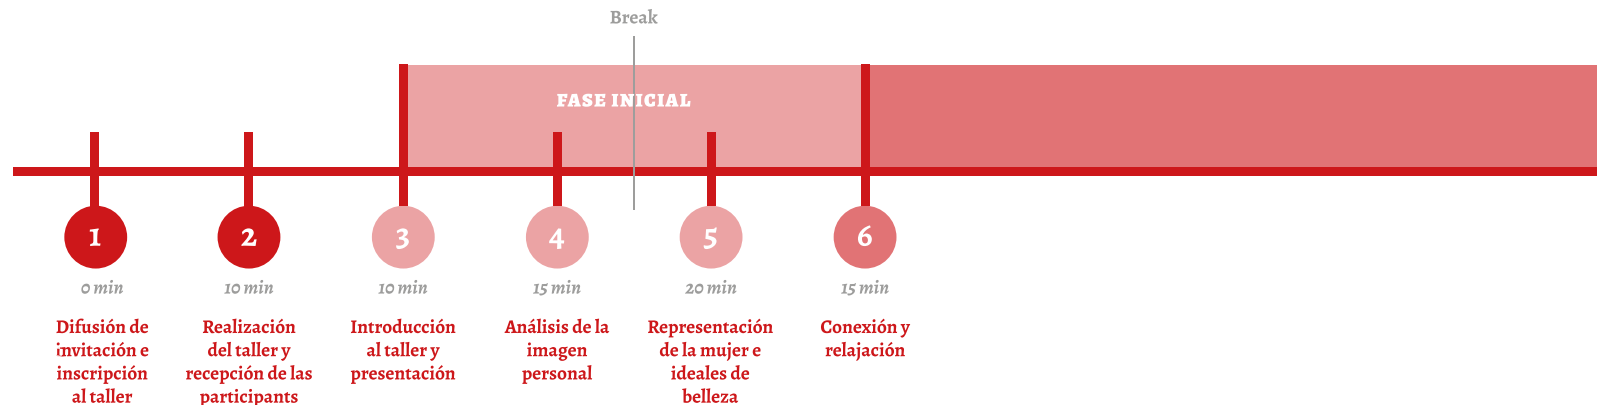 Break
FASE INICIAL
1
2
3
4
5
6
0 min
10 min
10 min
15 min
20 min
15 min
Difusión de
invitación e
inscripción
al taller
Realización
del taller y
recepción de las
participants
Introducción
al taller y
presentación
Análisis de la
imagen
personal
Representación
de la mujer e
ideales de
belleza
Conexión y
relajación